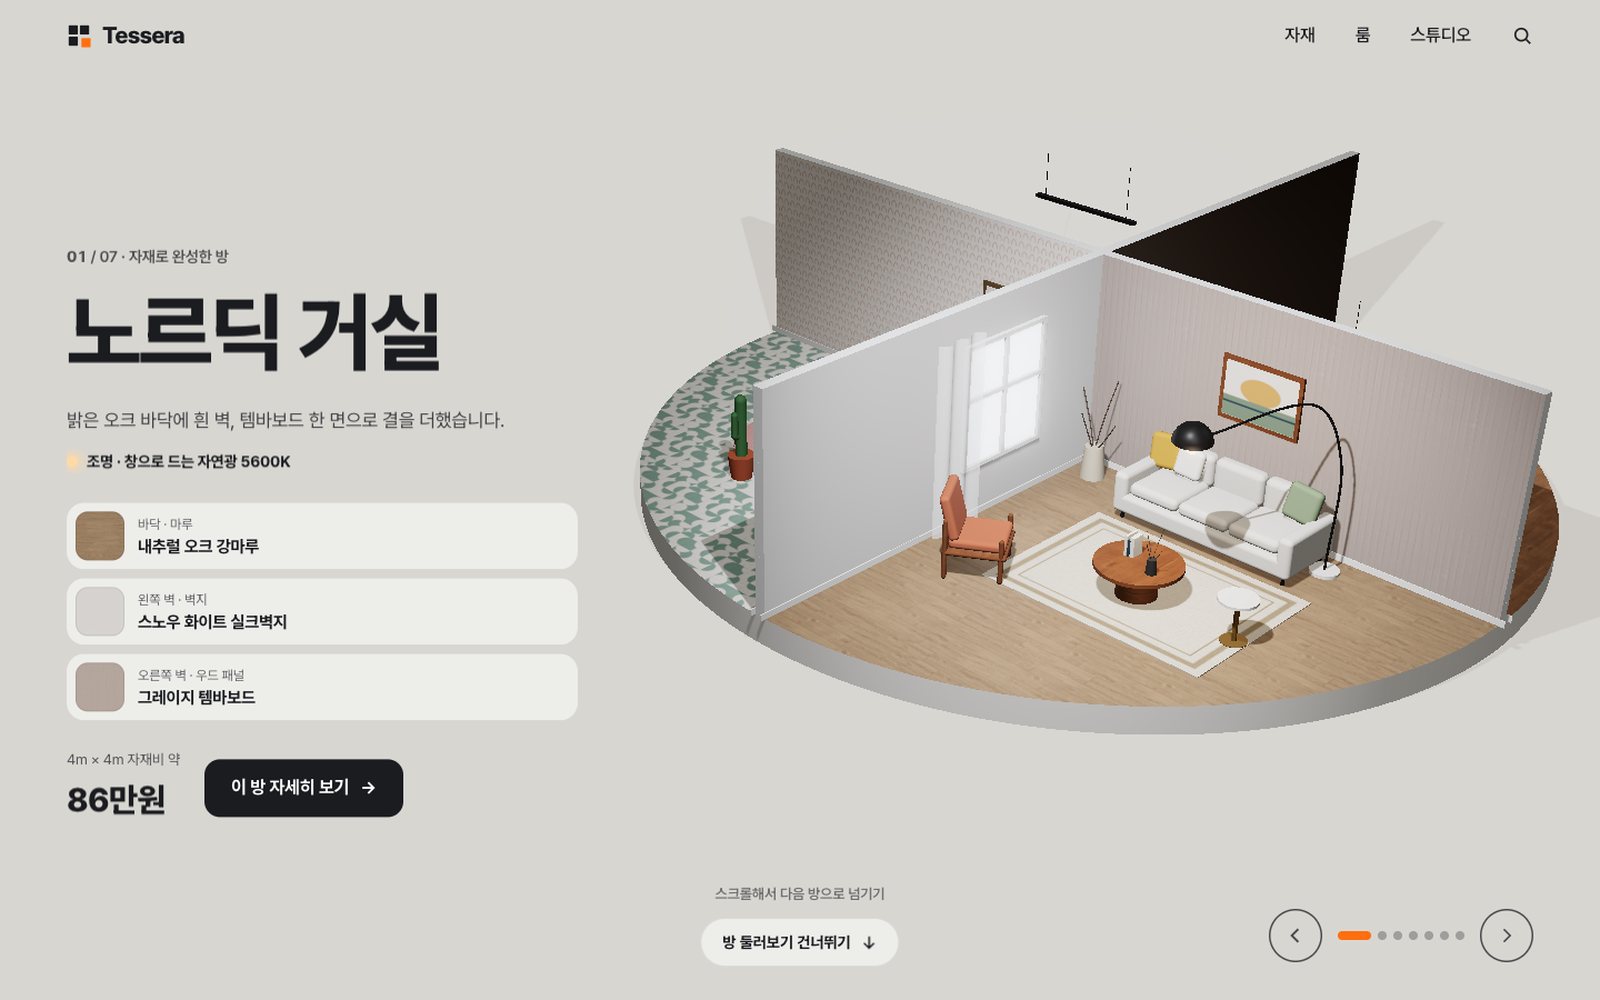 Tessera
자재
룸
스튜디오
01 / 07 · 자재로 완성한 방
노르딕 거실
밝은 오크 바닥에 흰 벽, 템바보드 한 면으로 결을 더했습니다.
조명 · 창으로 드는 자연광 5600K
바닥 · 마루
내추럴 오크 강마루
왼쪽 벽 · 벽지
스노우 화이트 실크벽지
오른쪽 벽 · 우드 패널
그레이지 템바보드
4m × 4m 자재비 약
86만원
이 방 자세히 보기 →
스크롤해서 다음 방으로 넘기기
방 둘러보기 건너뛰기 ↓